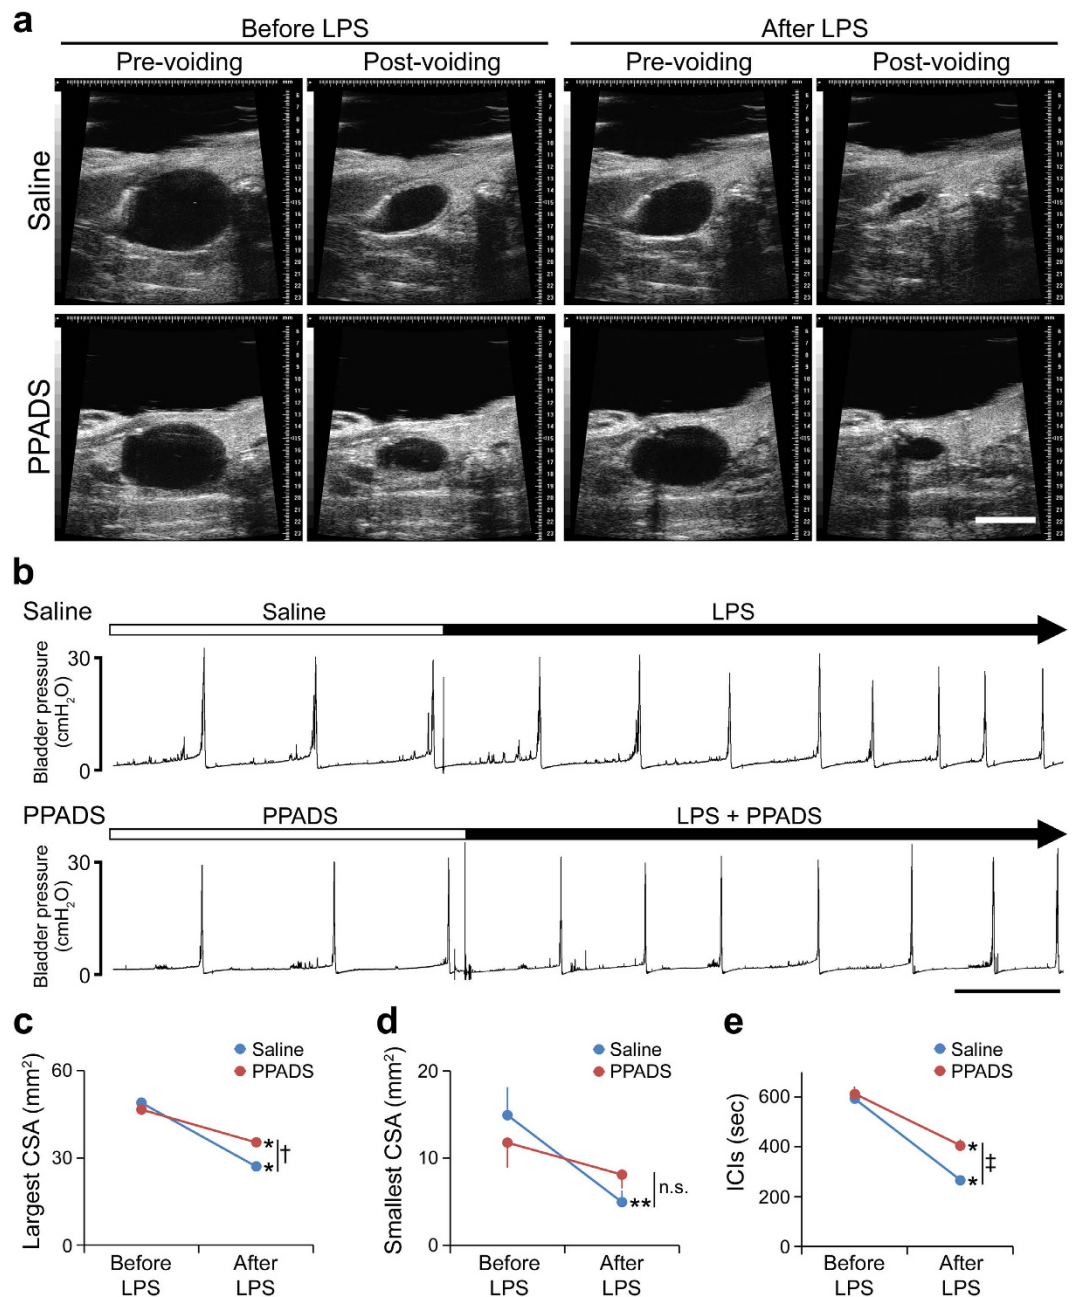 a
Before LPS
After LPS
Pre-voiding
Post-voiding
Pre-voiding
Post-voiding
Saline
PPADS
b
Saline
Saline
LPS
Bladder pressure
(cmH2O)
30
0
PPADS
PPADS
LPS + PPADS
Bladder pressure
(cmH2O)
30
0
c
Saline
PPADS
Largest CSA (mm²)
60
30
0
* †
*
Before
LPS
After
LPS
d
Saline
PPADS
Smallest CSA (mm²)
20
10
0
n.s.
**
Before
LPS
After
LPS
e
Saline
PPADS
ICIs (sec)
600
400
200
0
* ‡
*
Before
LPS
After
LPS